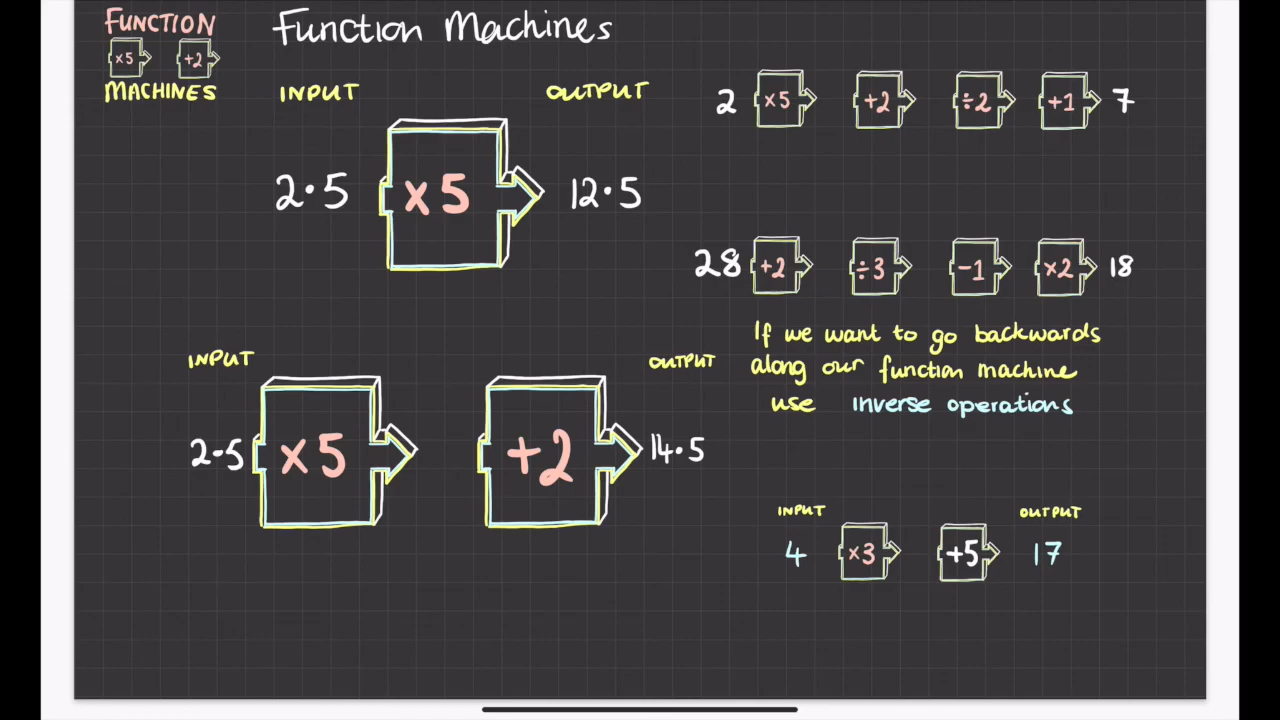 FUNCTION
×5 +2
MACHINES
Function Machines
INPUT OUTPUT
2·5 ×5 12·5
INPUT OUTPUT
2·5 ×5 +2 14·5
2 ×5 +2 ÷2 +1 7
28 +2 ÷3 -1 ×2 18
If we want to go backwards
along our function machine
use inverse operations
INPUT OUTPUT
4 ×3 +5 17